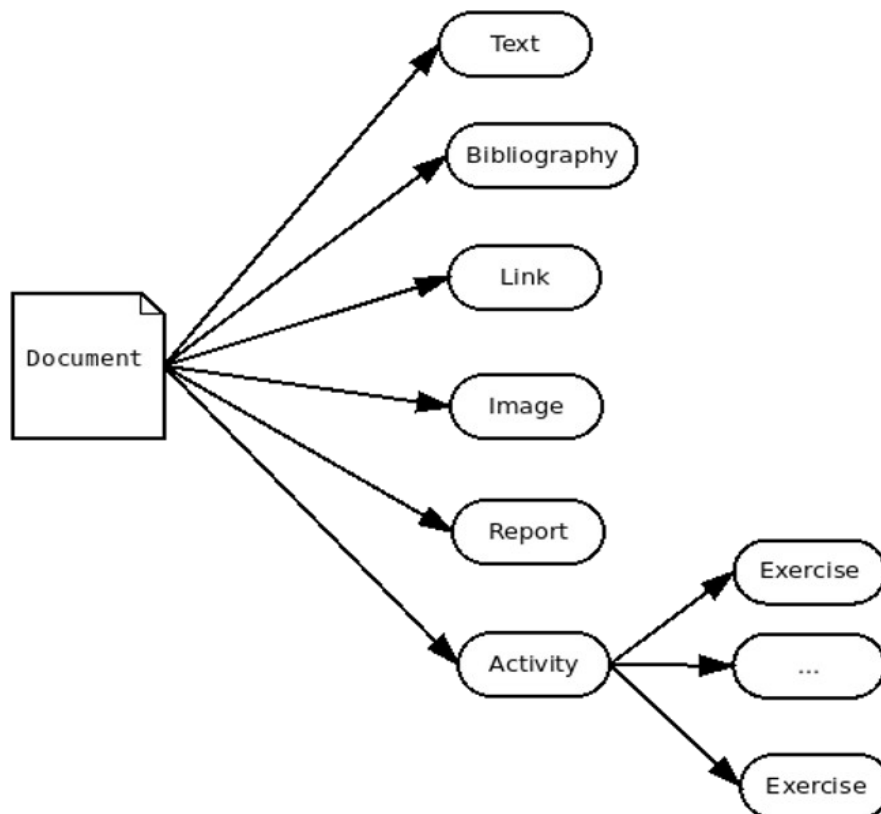 Text
Bibliography
Link
Document
Image
Report
Exercise
Activity
...
Exercise